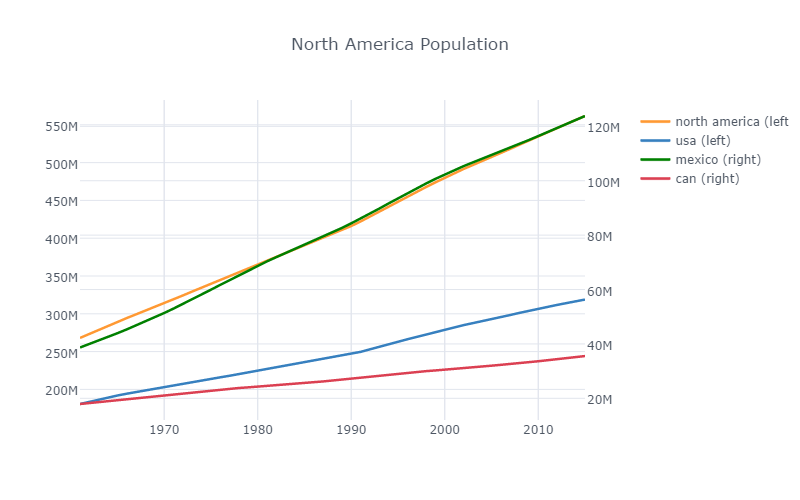 North America Population
550M
500M
450M
400M
350M
300M
250M
200M
120M
100M
80M
60M
40M
20M
1970 1980 1990 2000 2010
north america (left
usa (left)
mexico (right)
can (right)